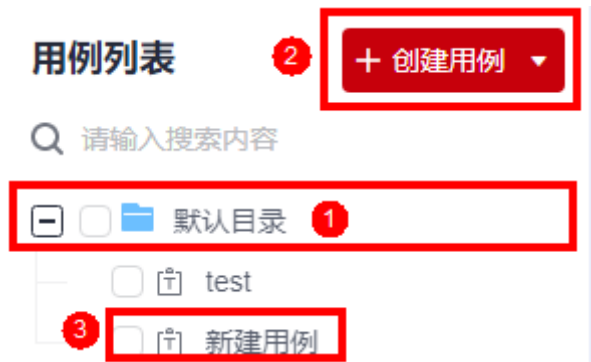 用例列表 2 + 创建用例
请输入搜索内容
默认目录 1
test
3 新建用例